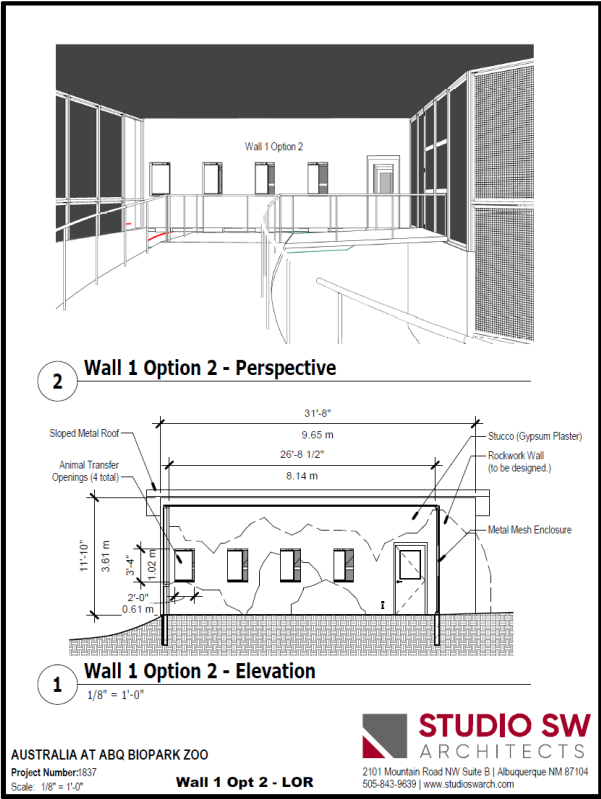 Wall 1 Option 2
2
Wall 1 Option 2 - Perspective
31'-8"
9.65 m
26'-8 1/2"
8.14 m
Sloped Metal Roof
Animal Transfer
Openings (4 total)
Stucco (Gypsum Plaster)
Rockwork Wall
(to be designed.)
Metal Mesh Enclosure
11'-10"
3.61 m
3'-4"
1.02 m
2'-0"
0.61 m
1
Wall 1 Option 2 - Elevation
1/8" = 1'-0"
STUDIO SW
ARCHITECTS
2101 Mountain Road NW Suite B | Albuquerque NM 87104
505-843-9639 | www.studioswarch.com
AUSTRALIA AT ABQ BIOPARK ZOO
Project Number:1837
Scale: 1/8" = 1'-0"
Wall 1 Opt 2 - LOR